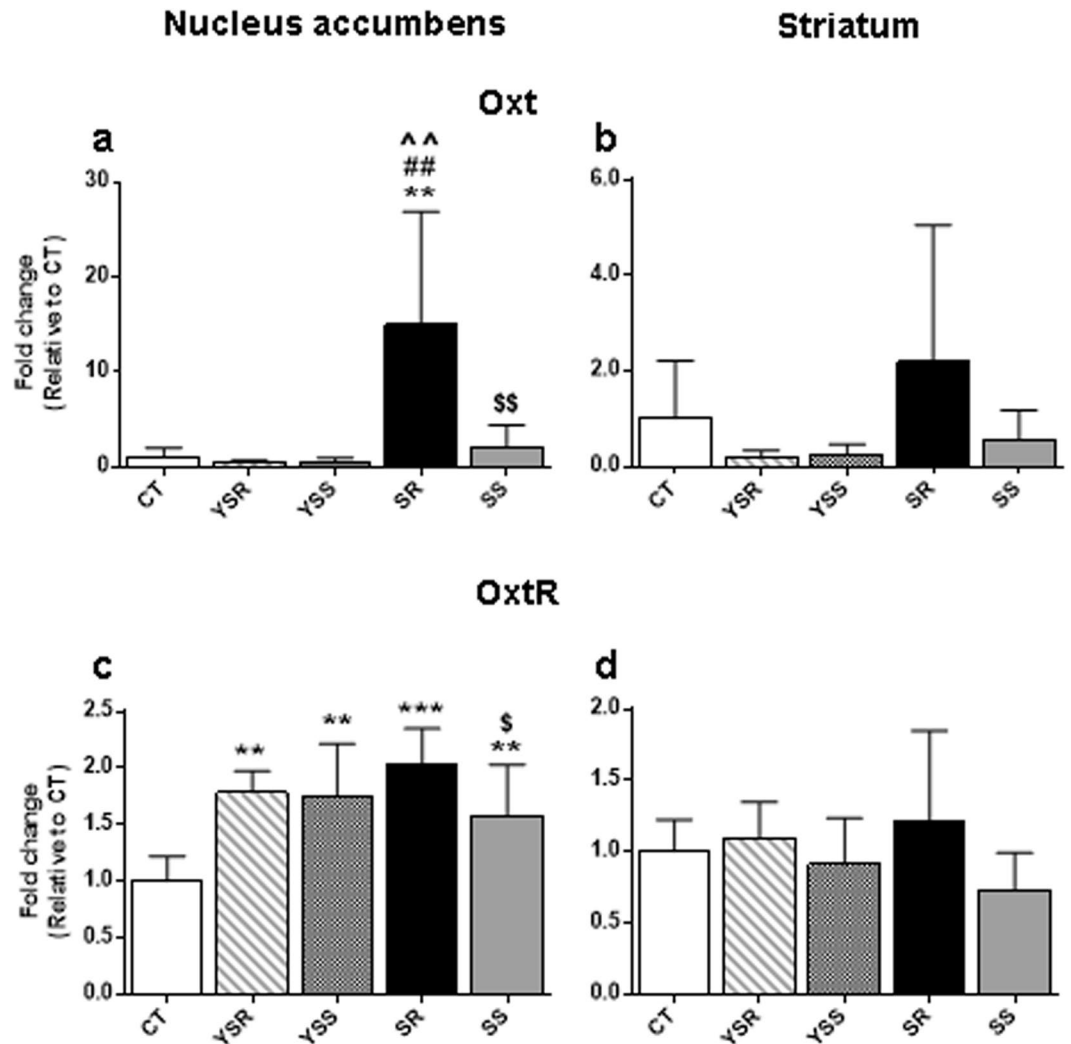 Nucleus accumbens
Striatum
Oxt
a
b
^ ^
##
**
$$
30
20
10
0
Fold change
(Relative to CT)
CT
YSR
YSS
SR
SS
6.0
4.0
2.0
0.0
CT
YSR
YSS
SR
SS
OxtR
c
d
**
**
***
$
**
2.5
2.0
1.5
1.0
0.5
0.0
Fold change
(Relative to CT)
CT
YSR
YSS
SR
SS
2.0
1.5
1.0
0.5
0.0
CT
YSR
YSS
SR
SS